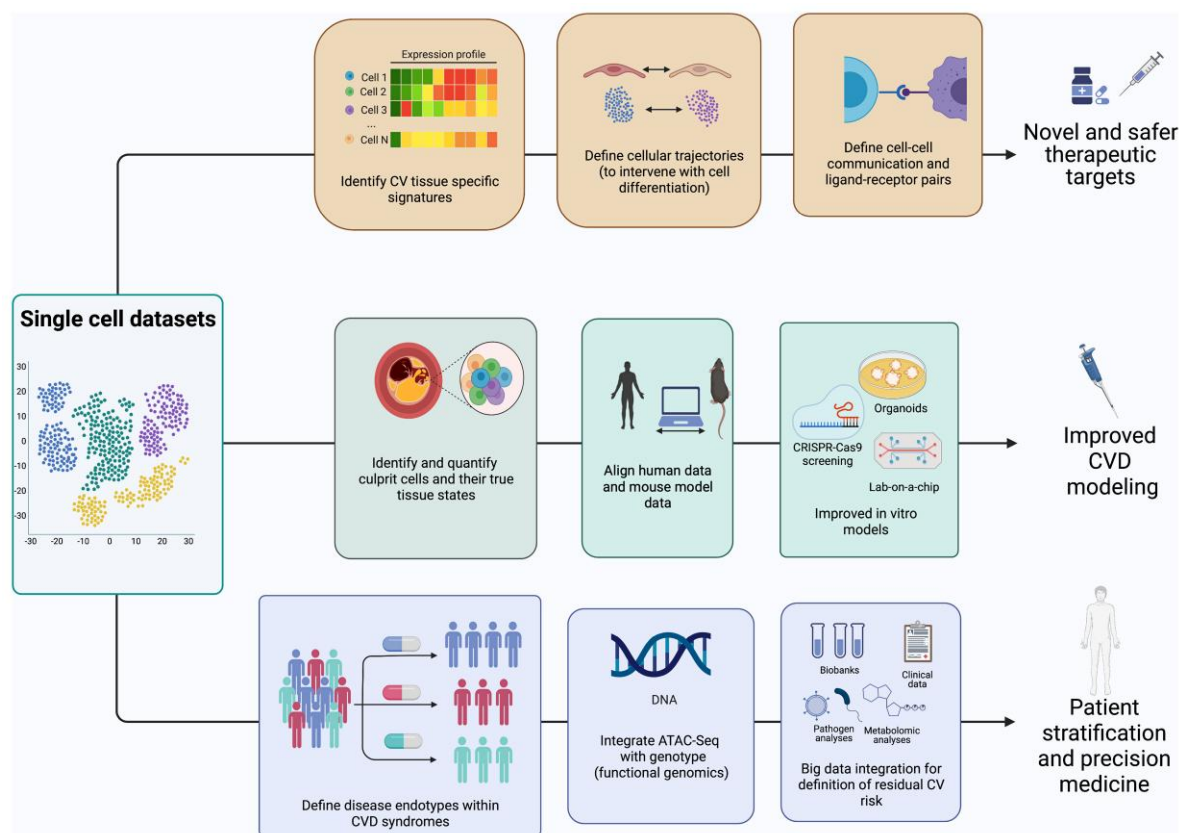 Expression profile
Cell 1
Cell 2
Cell 3
...
Cell N
Identify CV tissue specific
signatures
Define cellular trajectories
(to intervene with cell
differentiation)
Define cell-cell
communication and
ligand-receptor pairs
Novel and safer
therapeutic
targets
Single cell datasets
30
20
10
0
-10
-20
-30
-30 -20 -10 0 10 20 30
Identify and quantify
culprit cells and their true
tissue states
Align human data
and mouse model
data
Organoids
CRISPR-Cas9
screening
Lab-on-a-chip
Improved in vitro
models
Improved
CVD
modeling
Define disease endotypes within
CVD syndromes
DNA
Integrate ATAC-Seq
with genotype
(functional genomics)
Biobanks
Clinical
data
Pathogen
analyses
Metabolomic
analyses
Big data integration for
definition of residual CV
risk
Patient
stratification
and precision
medicine